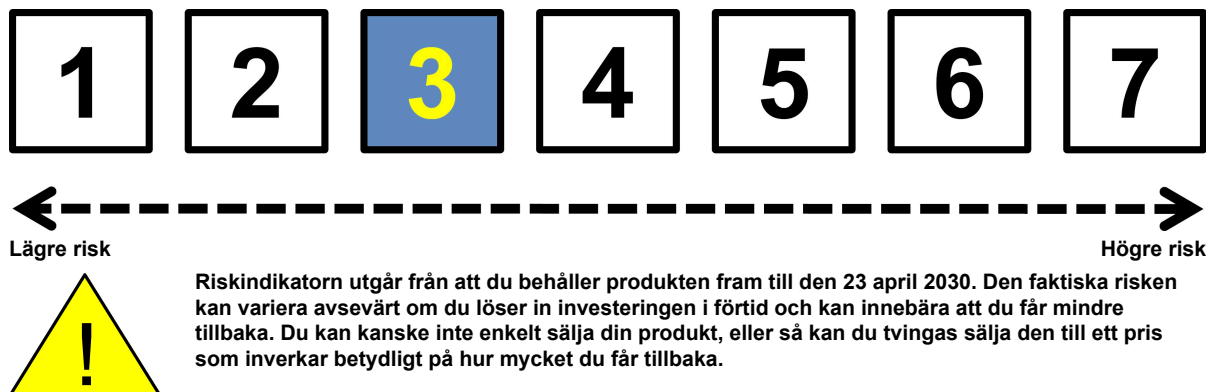 1 2 3 4 5 6 7
Lägre risk Högre risk
Riskindikatorn utgår från att du behåller produkten fram till den 23 april 2030. Den faktiska risken
kan variera avsevärt om du löser in investeringen i förtid och kan innebära att du får mindre
tillbaka. Du kan kanske inte enkelt sälja din produkt, eller så kan du tvingas sälja den till ett pris
som inverkar betydligt på hur mycket du får tillbaka.
!